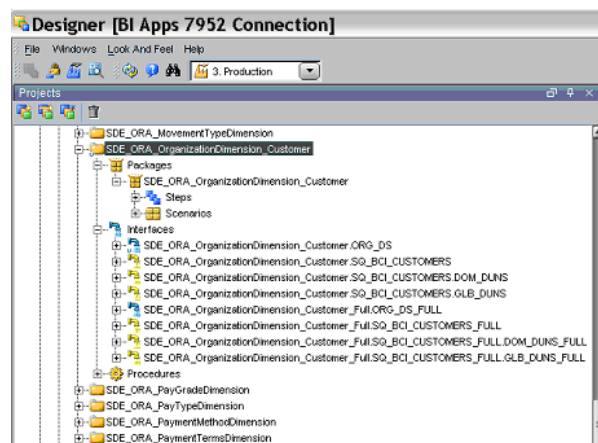 Designer [BI Apps 7952 Connection]
File Windows Look And Feel Help
3. Production
Projects
SDE_ORA_MovementTypeDimension
SDE_ORA_OrganizationDimension_Customer
Packages
SDE_ORA_OrganizationDimension_Customer
Steps
Scenarios
Interfaces
SDE_ORA_OrganizationDimension_Customer.ORG_DS
SDE_ORA_OrganizationDimension_Customer.SQ_BCI_CUSTOMERS
SDE_ORA_OrganizationDimension_Customer.SQ_BCI_CUSTOMERS.DOM_DUNS
SDE_ORA_OrganizationDimension_Customer.SQ_BCI_CUSTOMERS.GLB_DUNS
SDE_ORA_OrganizationDimension_Customer_Full.ORG_DS_FULL
SDE_ORA_OrganizationDimension_Customer_Full.SQ_BCI_CUSTOMERS_FULL
SDE_ORA_OrganizationDimension_Customer_Full.SQ_BCI_CUSTOMERS_FULL.DOM_DUNS_FULL
SDE_ORA_OrganizationDimension_Customer_Full.SQ_BCI_CUSTOMERS_FULL.GLB_DUNS_FULL
Procedures
SDE_ORA_PayGradeDimension
SDE_ORA_PayTypeDimension
SDE_ORA_PaymentMethodDimension
SDE_ORA_PaymentTermsDimension